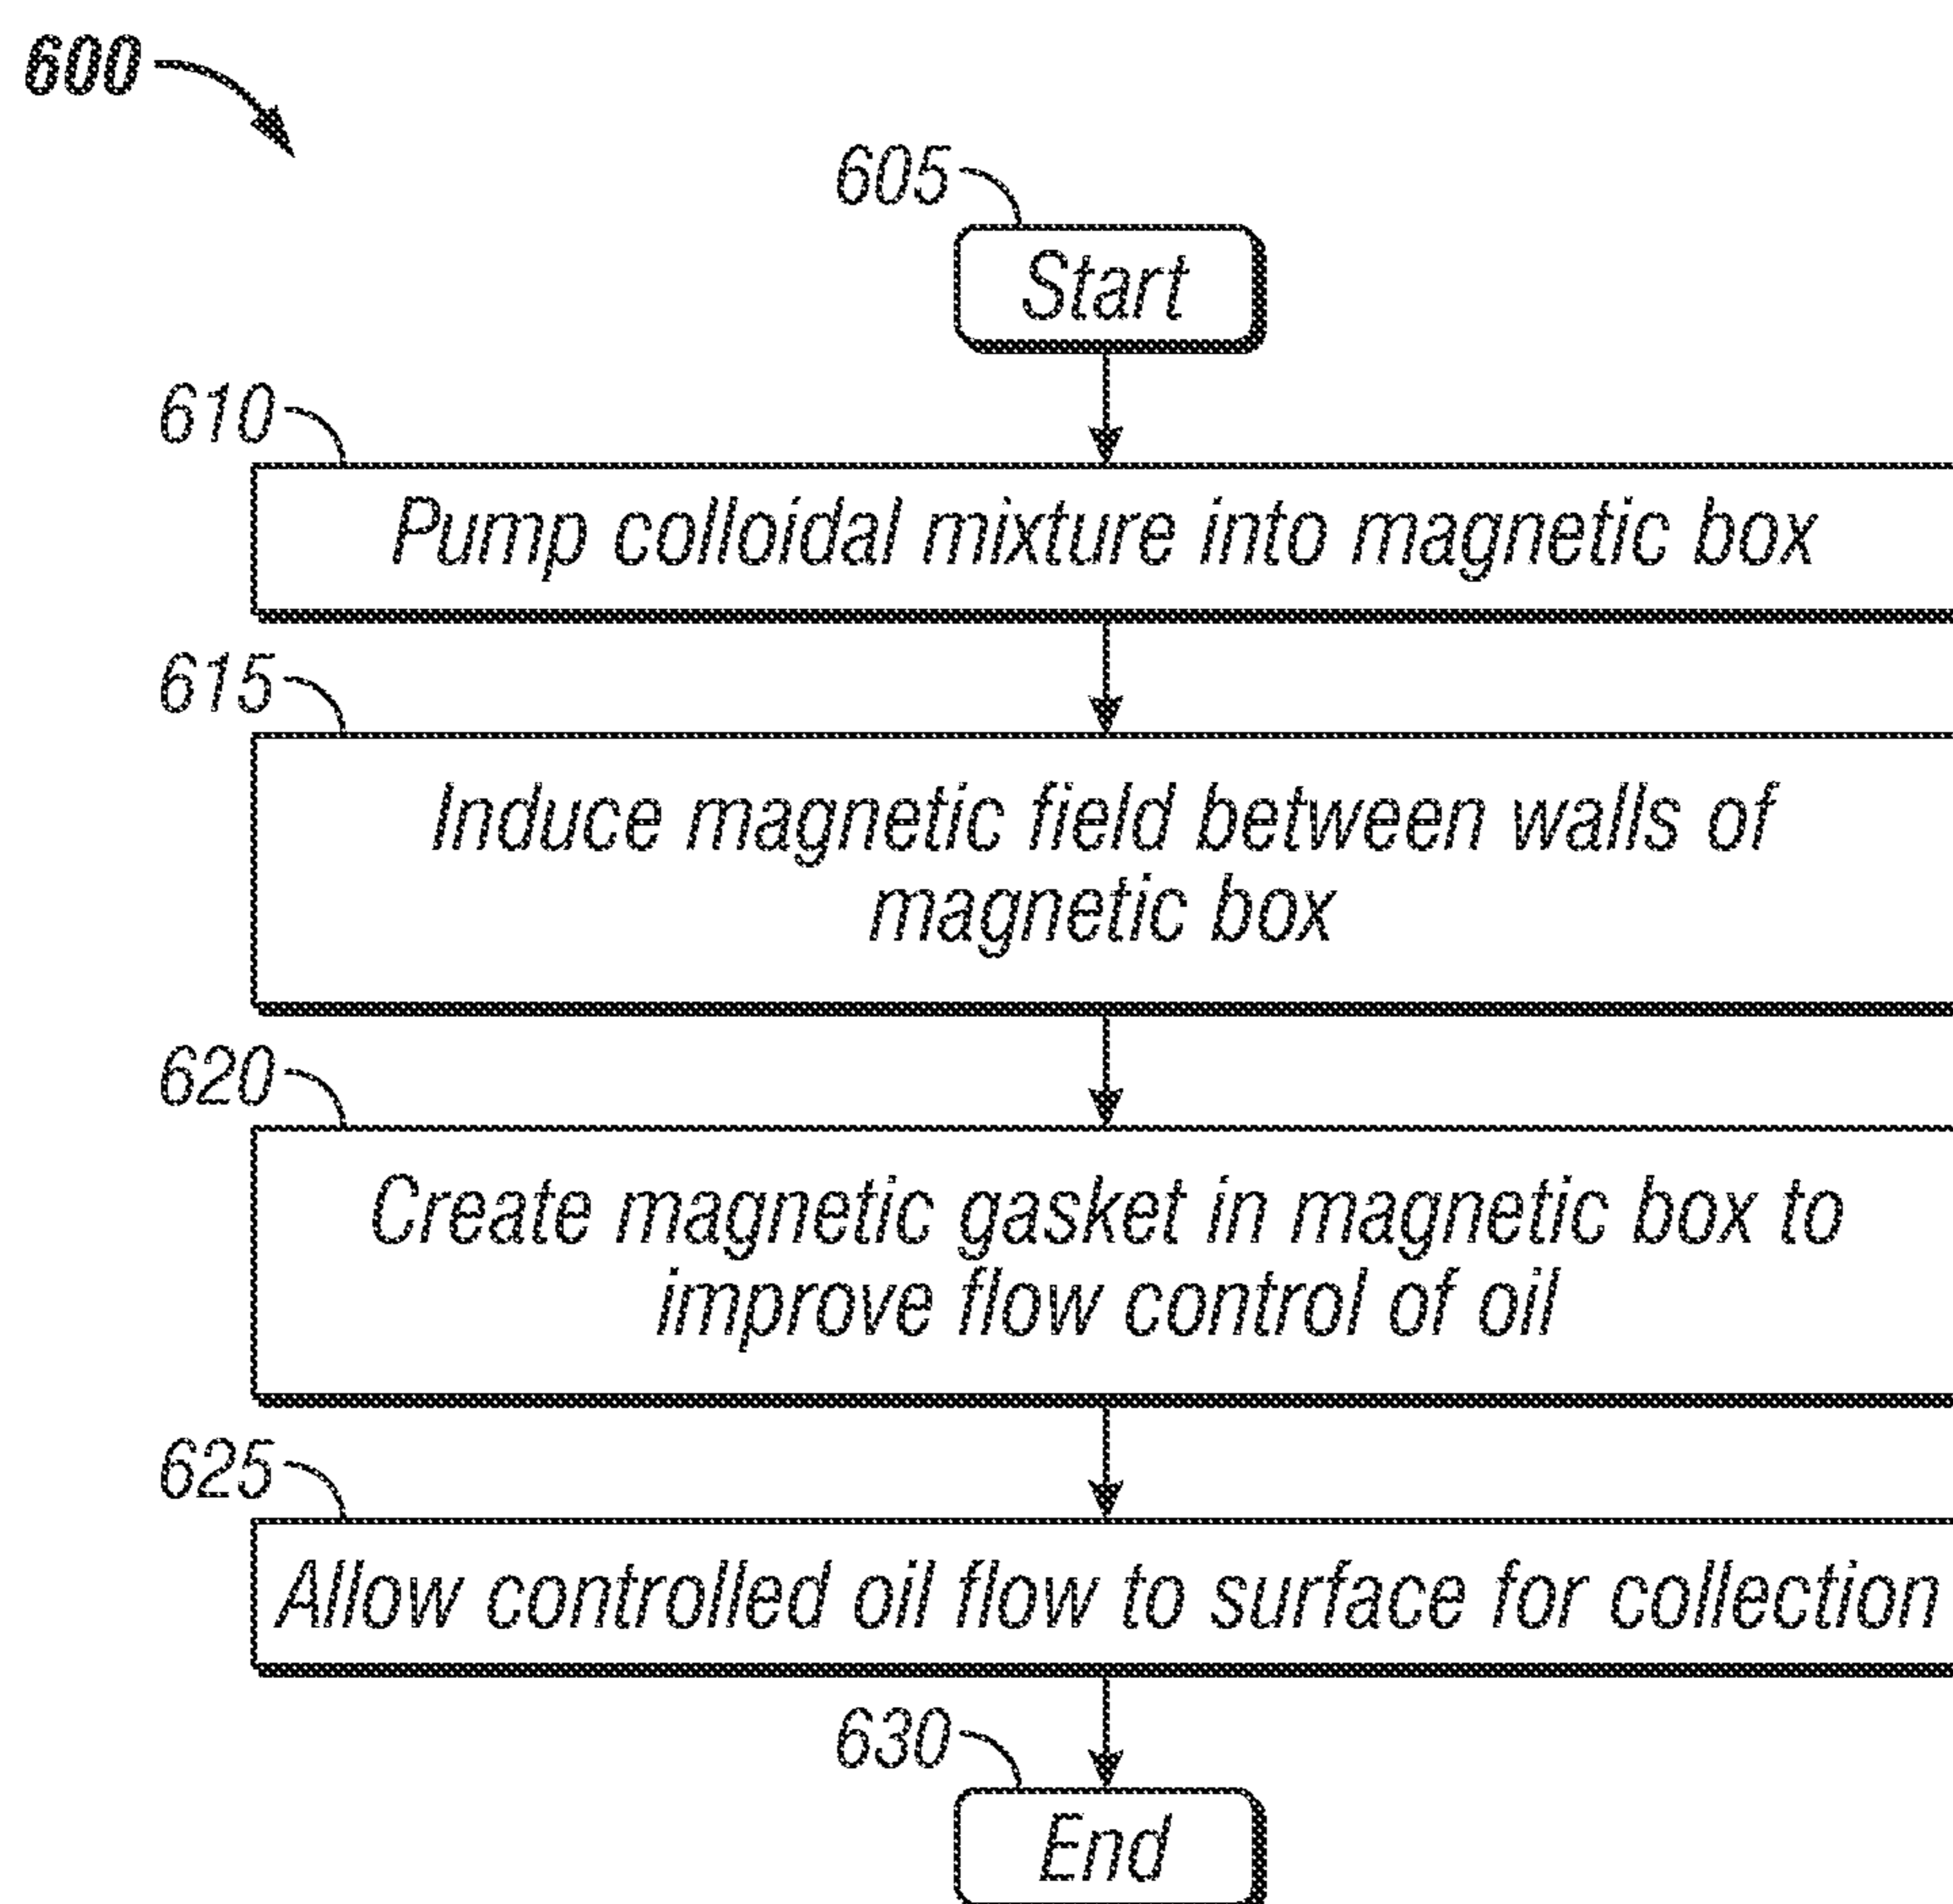 600
605
Start
610
Pump colloidal mixture into magnetic box
615
Induce magnetic field between walls of
magnetic box
620
Create magnetic gasket in magnetic box to
improve flow control of oil
625
Allow controlled oil flow to surface for collection
630
End